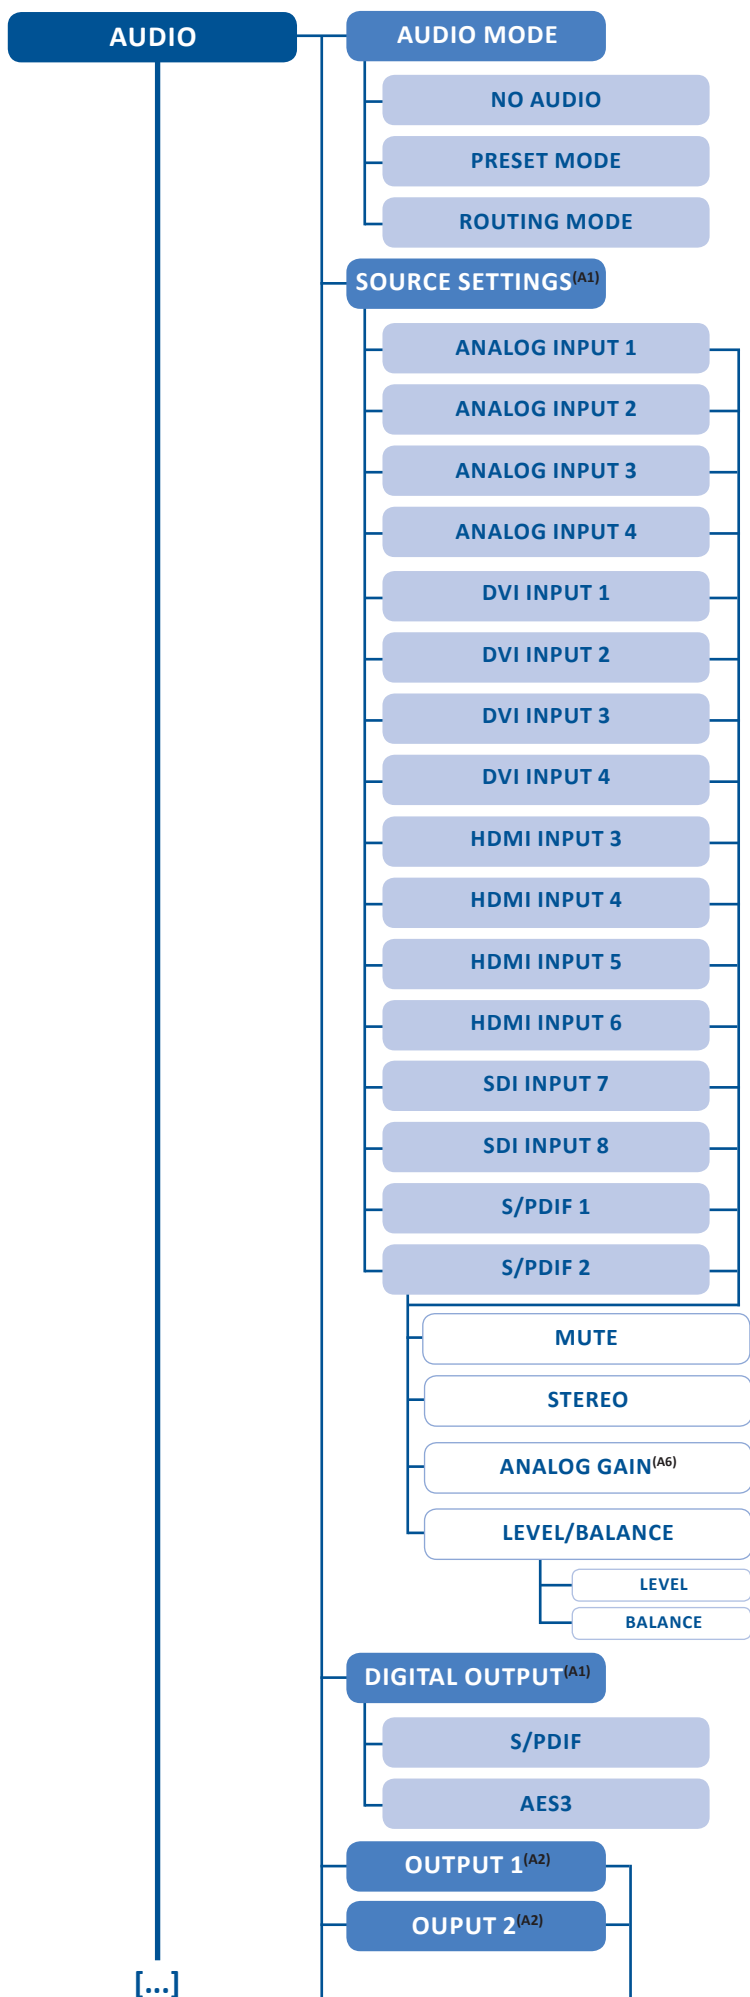 AUDIO
AUDIO MODE
NO AUDIO
PRESET MODE
ROUTING MODE
SOURCE SETTINGS(A1)
ANALOG INPUT 1
ANALOG INPUT 2
ANALOG INPUT 3
ANALOG INPUT 4
DVI INPUT 1
DVI INPUT 2
DVI INPUT 3
DVI INPUT 4
HDMI INPUT 3
HDMI INPUT 4
HDMI INPUT 5
HDMI INPUT 6
SDI INPUT 7
SDI INPUT 8
S/PDIF 1
S/PDIF 2
MUTE
STEREO
ANALOG GAIN(A6)
LEVEL/BALANCE
LEVEL
BALANCE
DIGITAL OUTPUT(A1)
S/PDIF
AES3
OUTPUT 1(A2)
OUPUT 2(A2)
[...]